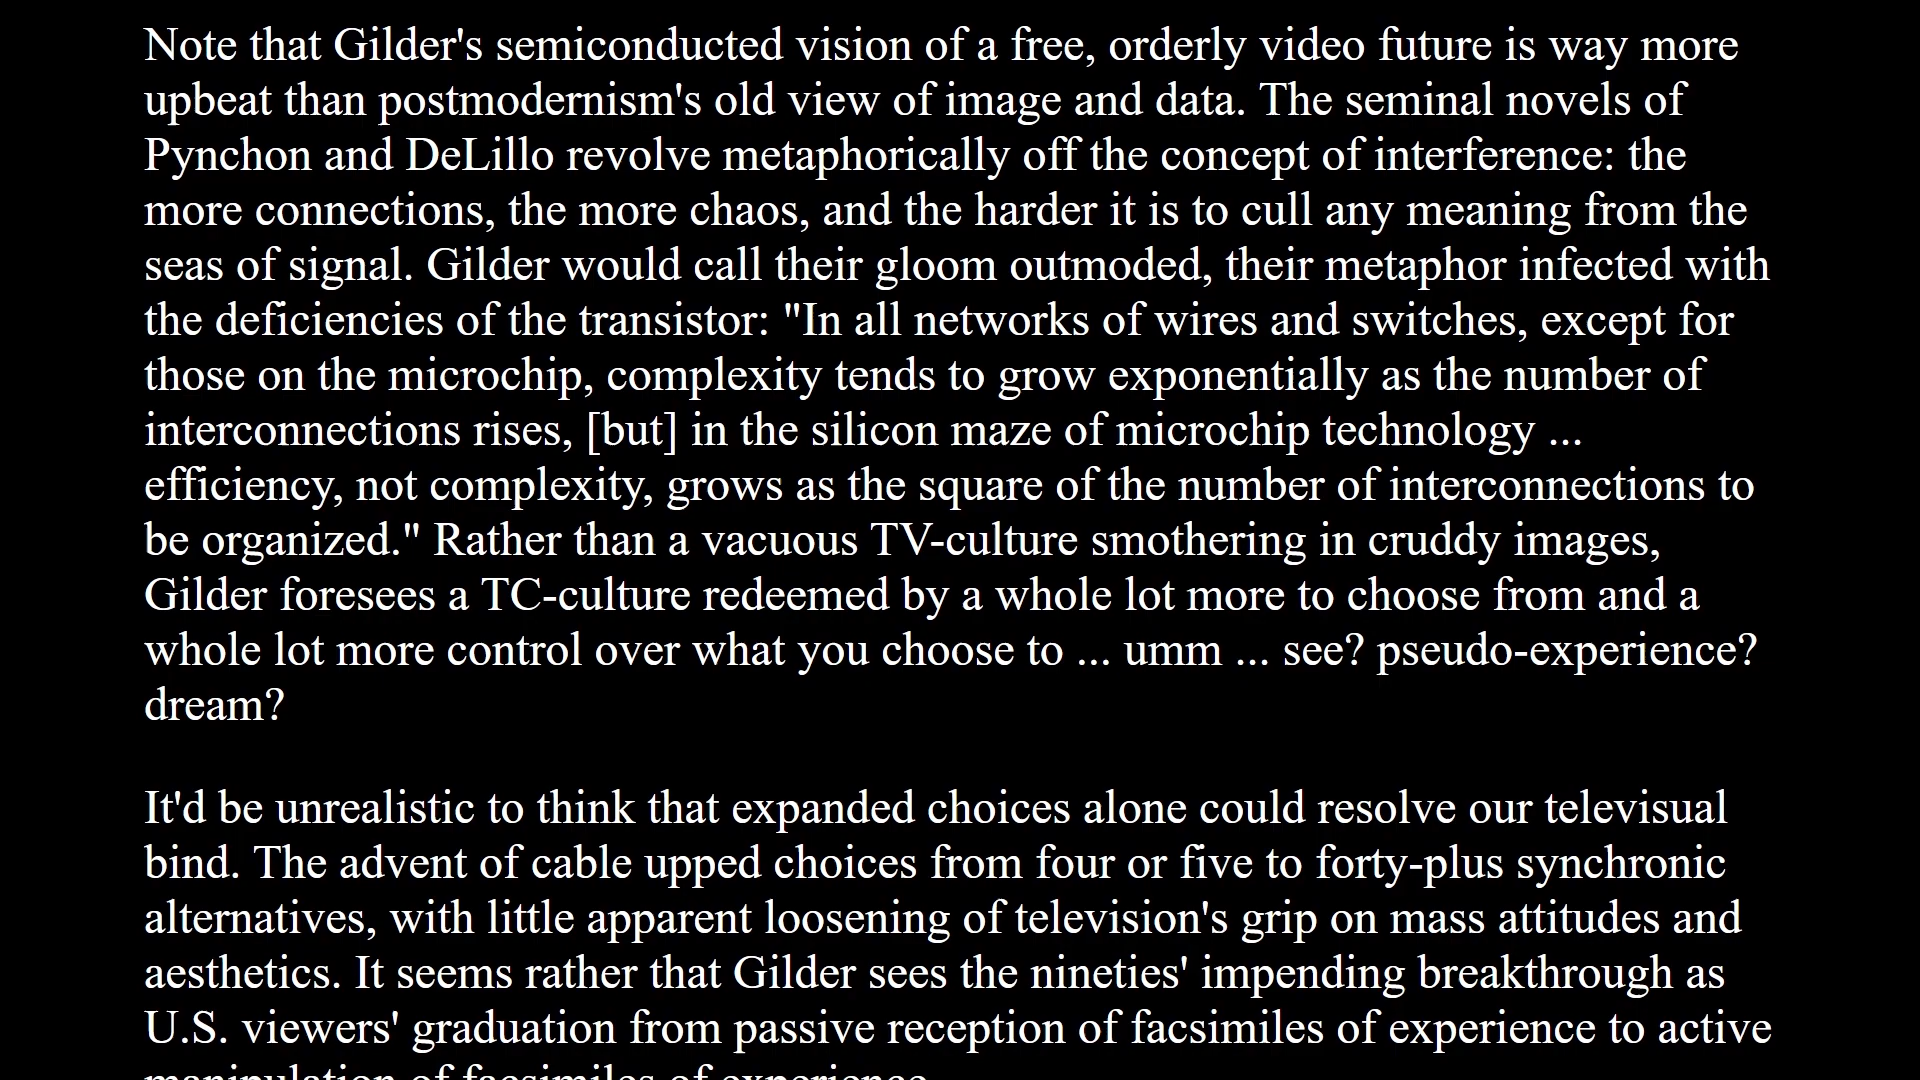 Note that Gilder's semiconducted vision of a free, orderly video future is way more
upbeat than postmodernism's old view of image and data. The seminal novels of
Pynchon and DeLillo revolve metaphorically off the concept of interference: the
more connections, the more chaos, and the harder it is to cull any meaning from the
seas of signal. Gilder would call their gloom outmoded, their metaphor infected with
the deficiencies of the transistor: "In all networks of wires and switches, except for
those on the microchip, complexity tends to grow exponentially as the number of
interconnections rises, [but] in the silicon maze of microchip technology ...
efficiency, not complexity, grows as the square of the number of interconnections to
be organized." Rather than a vacuous TV-culture smothering in cruddy images,
Gilder foresees a TC-culture redeemed by a whole lot more to choose from and a
whole lot more control over what you choose to ... umm ... see? pseudo-experience?
dream?
It'd be unrealistic to think that expanded choices alone could resolve our televisual
bind. The advent of cable upped choices from four or five to forty-plus synchronic
alternatives, with little apparent loosening of television's grip on mass attitudes and
aesthetics. It seems rather that Gilder sees the nineties' impending breakthrough as
U.S. viewers' graduation from passive reception of facsimiles of experience to active
manipulation of facsimiles of experience